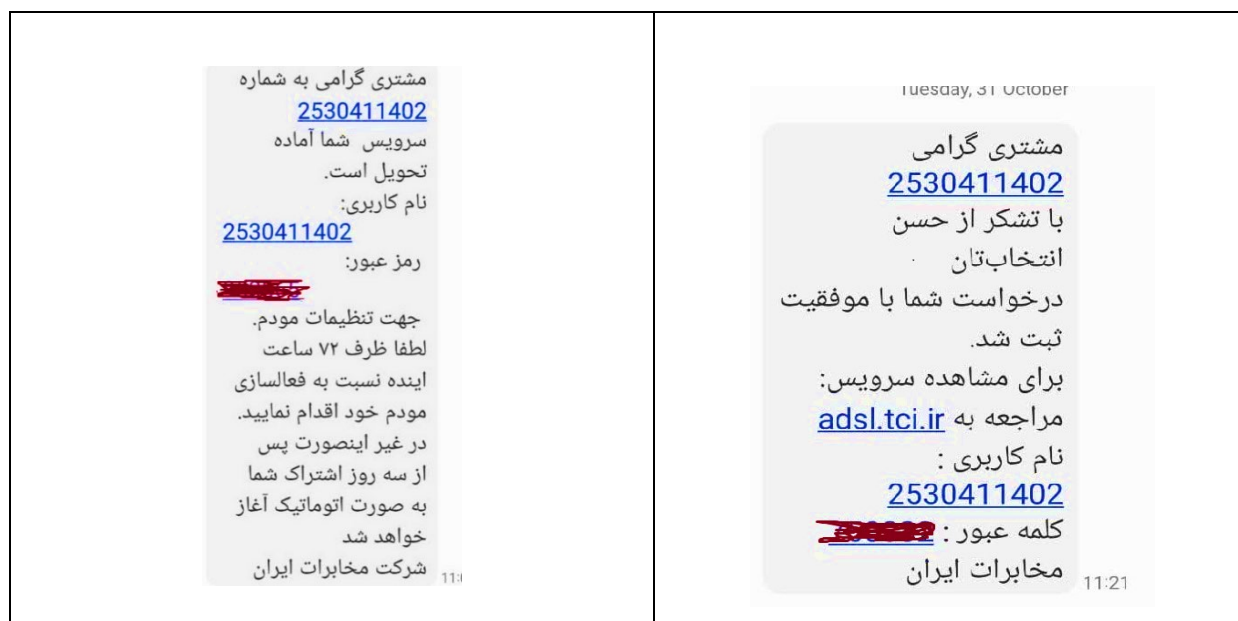 مشتری گرامی به شماره
2530411402
سرویس شما آماده
تحویل است.
نام کاربری:
2530411402
رمز عبور:
جهت تنظیمات مودم.
لطفا ظرف ۷۲ ساعت
اینده نسبت به فعالسازی
مودم خود اقدام نمایید.
در غیر اینصورت پس
از سه روز اشتراک شما
به صورت اتوماتیک آغاز
خواهد شد
شرکت مخابرات ایران
Tuesday, 31 October
مشتری گرامی
2530411402
با تشکر از حسن
انتخاب‌تان
درخواست شما با موفقیت
ثبت شد.
برای مشاهده سرویس:
مراجعه به adsl.tci.ir
نام کاربری :
2530411402
کلمه عبور :
مخابرات ایران
11:21